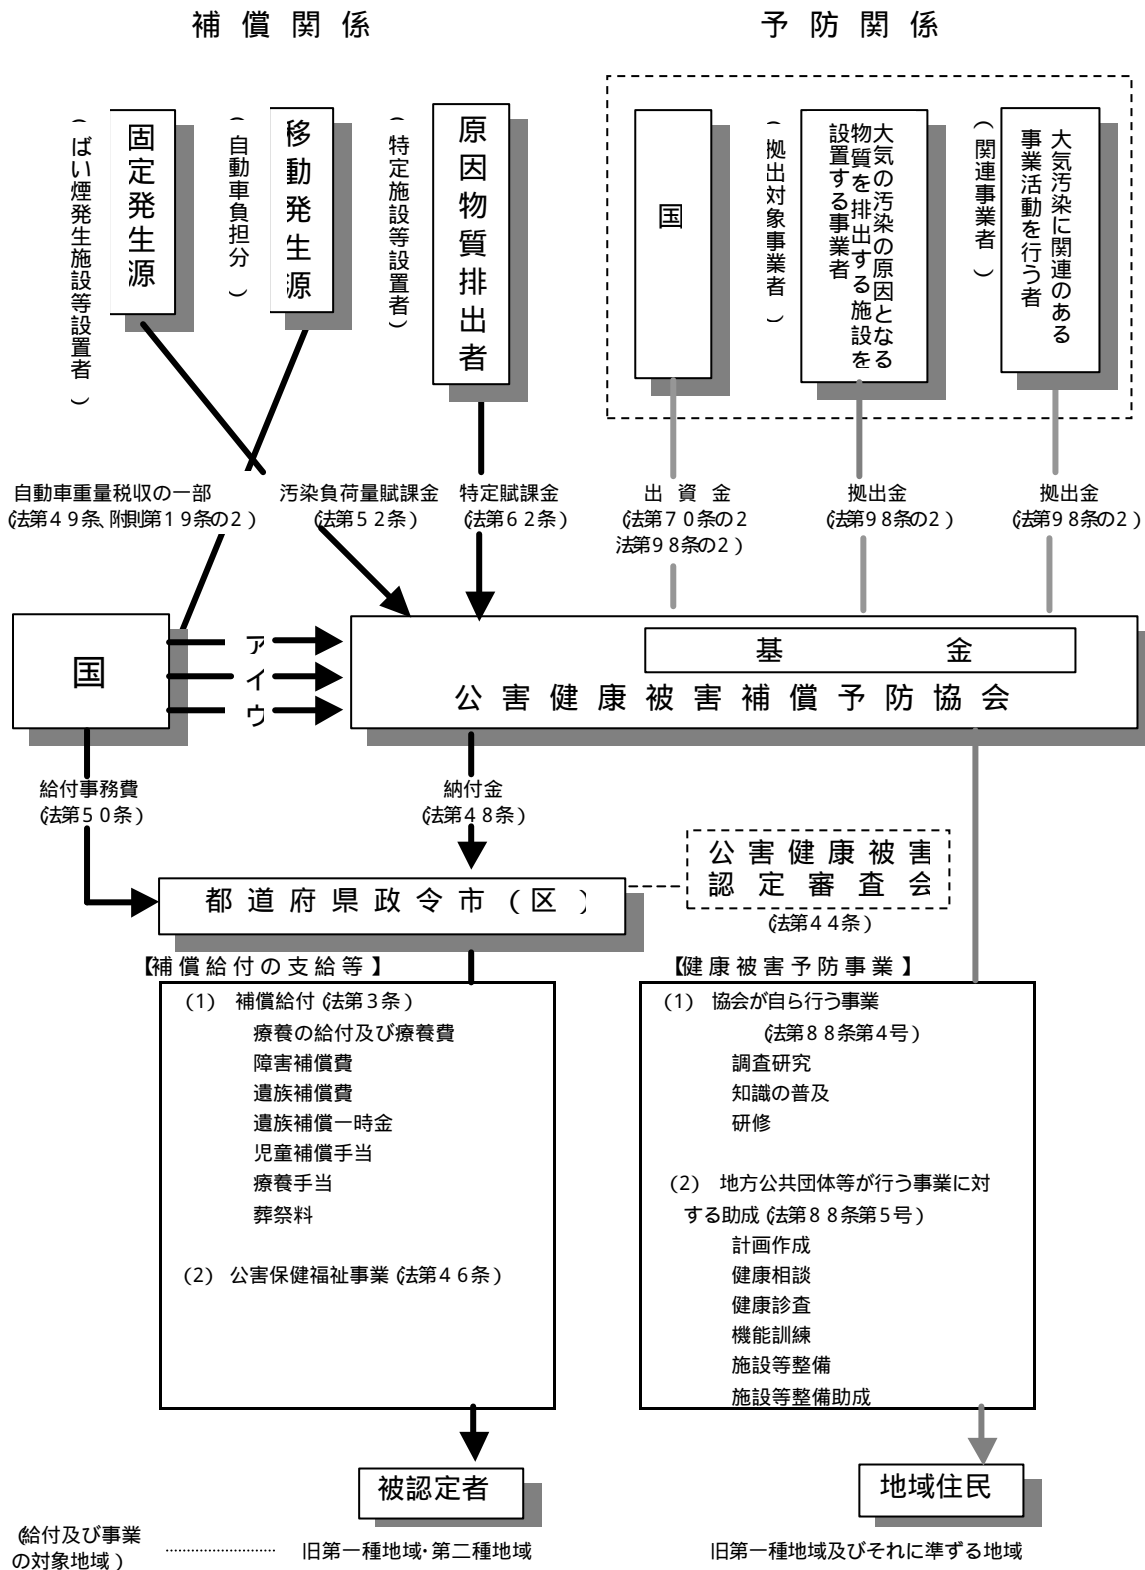 補償関係
予防関係
固定発生源
(ばい煙発生施設等設置者)
移動発生源
(自動車負担分)
原因物質排出者
(特定施設等設置者)
国
大気の汚染の原因となる
物質を排出する施設を
設置する事業者
(拠出対象事業者)
大気汚染に関連のある
事業活動を行う者
(関連事業者)
自動車重量税収の一部
(法第49条、附則第19条の2)
汚染負荷量賦課金
(法第52条)
特定賦課金
(法第62条)
出資金
(法第70条の2
法第98条の2)
拠出金
(法第98条の2)
拠出金
(法第98条の2)
国
ア
イ
ウ
基金
公害健康被害補償予防協会
給付事務費
(法第50条)
納付金
(法第48条)
都道府県政令市(区)
公害健康被害
認定審査会
(法第44条)
【補償給付の支給等】
(1) 補償給付(法第3条)
療養の給付及び療養費
障害補償費
遺族補償費
遺族補償一時金
児童補償手当
療養手当
葬祭料
(2) 公害保健福祉事業(法第46条)
【健康被害予防事業】
(1) 協会が自ら行う事業
(法第88条第4号)
調査研究
知識の普及
研修
(2) 地方公共団体等が行う事業に対
する助成(法第88条第5号)
計画作成
健康相談
健康診査
機能訓練
施設等整備
施設等整備助成
被認定者
地域住民
(給付及び事業
の対象地域)
旧第一種地域・第二種地域
旧第一種地域及びそれに準ずる地域